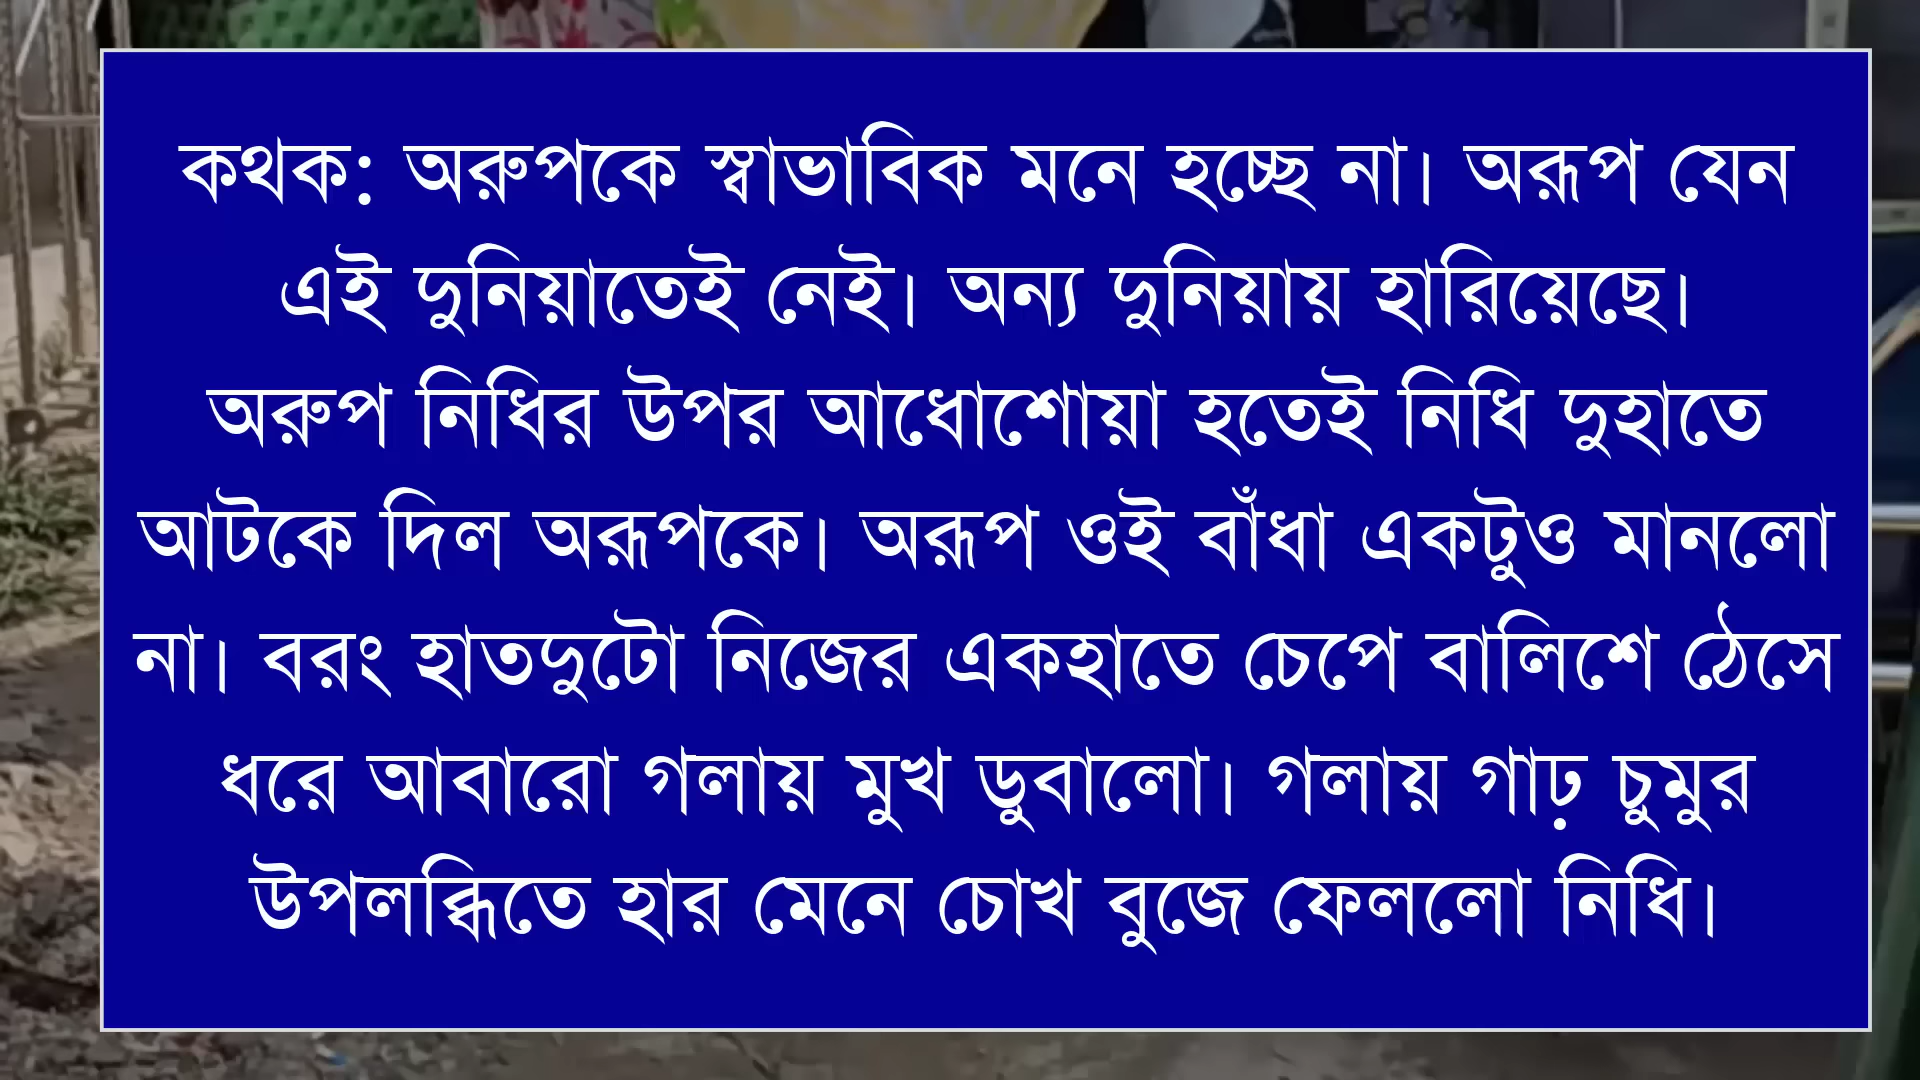 কথক: অরুপকে স্বাভাবিক মনে হচ্ছে না। অরূপ যেন
এই দুনিয়াতেই নেই। অন্য দুনিয়ায় হারিয়েছে।
অরুপ নিধির উপর আধোশোয়া হতেই নিধি দুহাতে
আটকে দিল অরূপকে। অরূপ ওই বাঁধা একটুও মানলো
না। বরং হাতদুটো নিজের একহাতে চেপে বালিশে ঠেসে
ধরে আবারো গলায় মুখ ডুবালো। গলায় গাঢ় চুমুর
উপলব্ধিতে হার মেনে চোখ বুজে ফেললো নিধি।